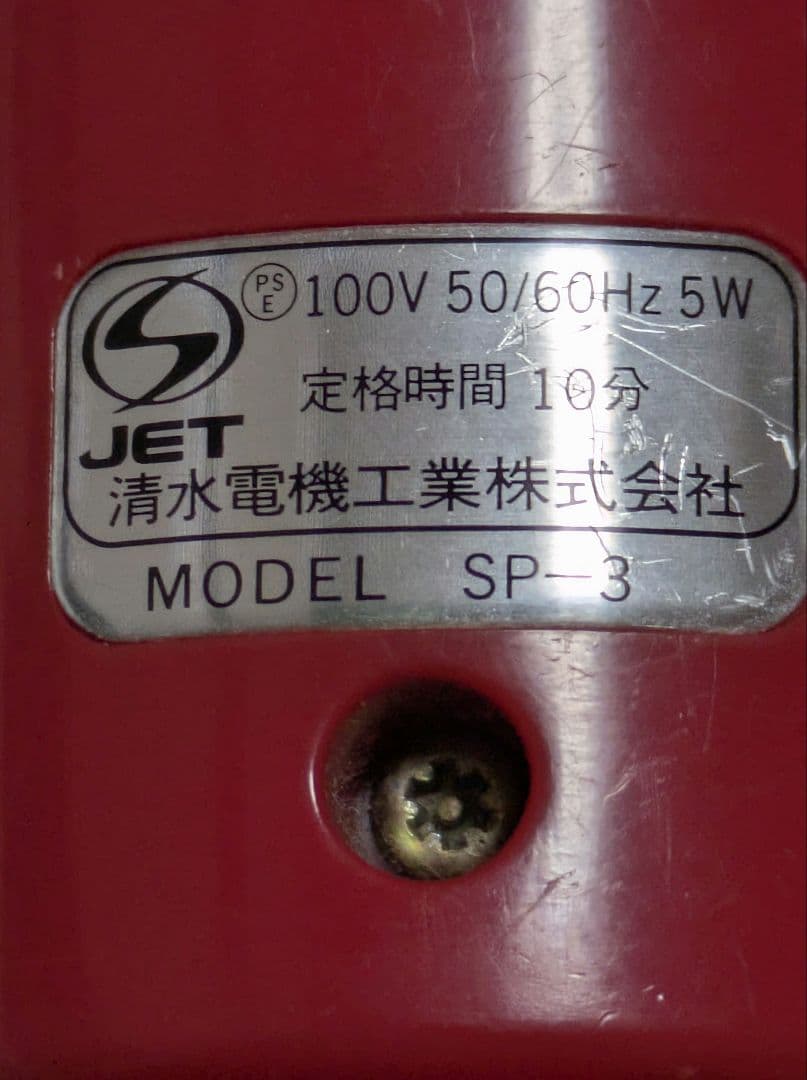 PS
E 100V 50/60Hz 5W
定格時間 10分
JET
清水電機工業株式会社
MODEL SP-3